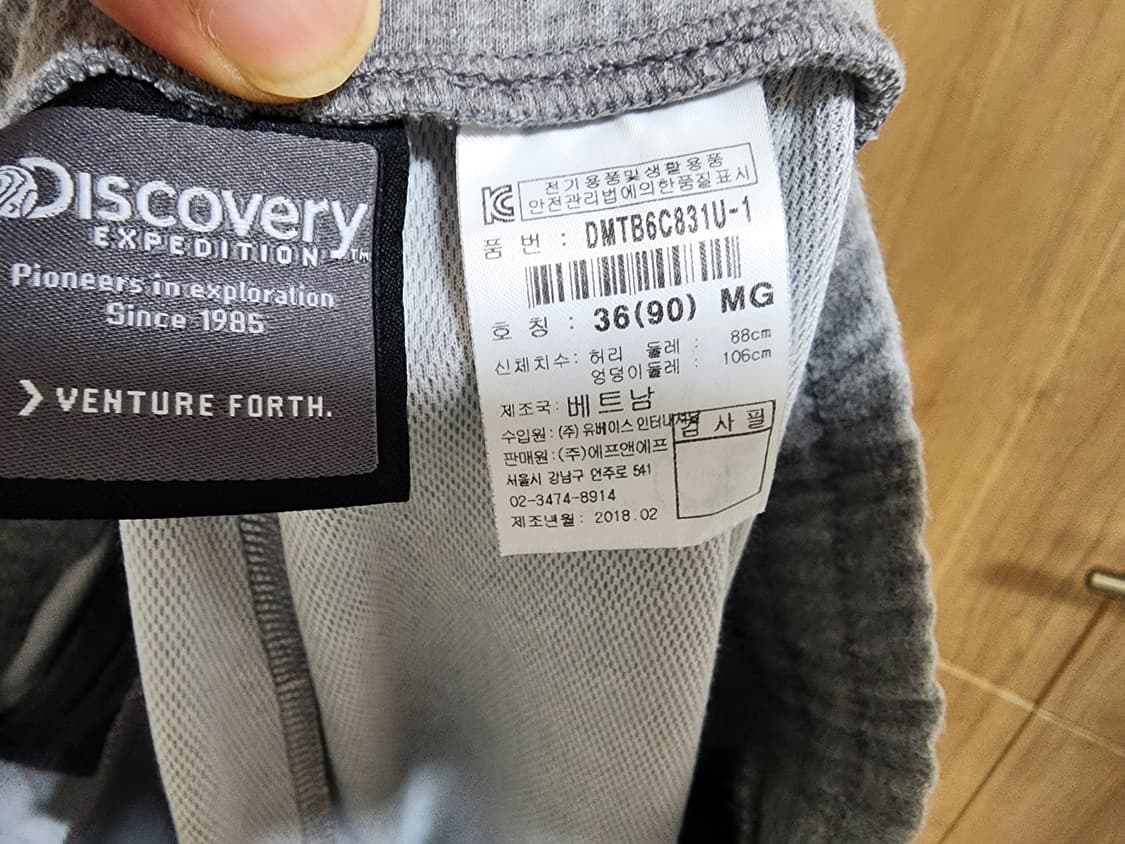 DISCOVERY
EXPEDITION™
Pioneers in exploration
Since 1985
VENTURE FORTH.
전기용품및생활용품
안전관리법에의한품질표시
품 번 : DMTB6C831U-1
호 칭 : 36(90) MG
신체치수: 허리 둘레 : 88cm
엉덩이둘레 : 106cm
제조국: 베트남
수입원: (주) 유베이스 인터내셔날
검 사 필
판매원: (주)에프앤에프
서울시 강남구 언주로 541
02-3474-8914
제조년월: 2018.02